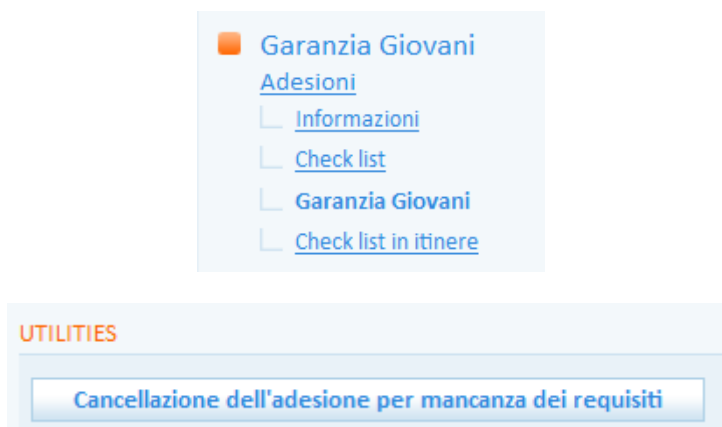 Garanzia Giovani
Adesioni
Informazioni
Check list
Garanzia Giovani
Check list in itinere
UTILITIES
Cancellazione dell'adesione per mancanza dei requisiti